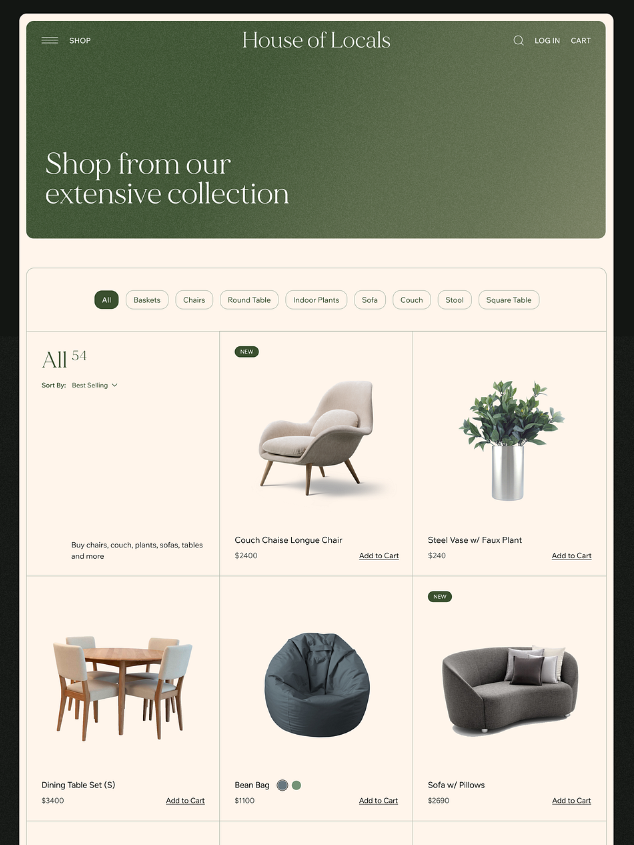 SHOP
House of Locals
LOG IN
CART
Shop from our
extensive collection
All
Baskets
Chairs
Round Table
Indoor Plants
Sofa
Couch
Stool
Square Table
All 54
Sort By: Best Selling
Buy chairs, couch, plants, sofas, tables
and more
NEW
Couch Chaise Longue Chair
$2400
Add to Cart
Steel Vase w/ Faux Plant
$240
Add to Cart
Dining Table Set (S)
$3400
Add to Cart
Bean Bag
$1100
Add to Cart
NEW
Sofa w/ Pillows
$2690
Add to Cart